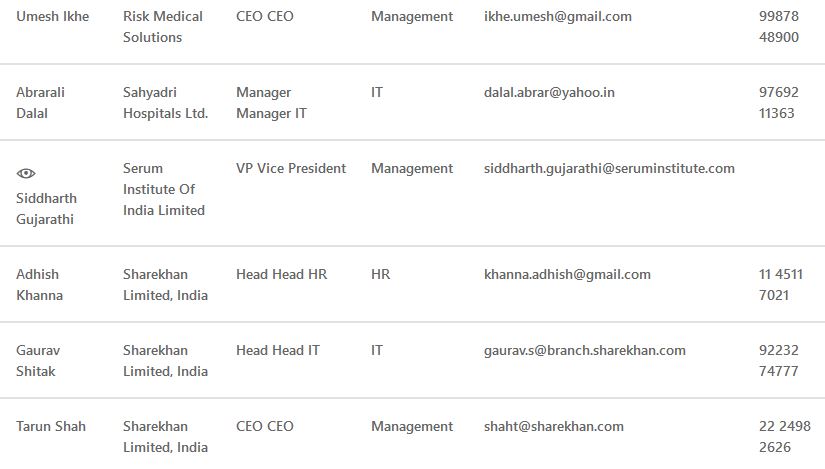 Umesh Ikhe Risk Medical CEO CEO Management ikhe.umesh@gmail.com 99878
Solutions 48900
Abrarali Sahyadri Manager IT dalal.abrar@yahoo.in 97692
Dalal Hospitals Ltd. Manager IT 11363
Serum VP Vice President Management siddharth.gujarathi@seruminstitute.com
Siddharth Institute Of
Gujarathi India Limited
Adhish Sharekhan Head Head HR HR khanna.adhish@gmail.com 11 4511
Khanna Limited, India 7021
Gaurav Sharekhan Head Head IT IT gaurav.s@branch.sharekhan.com 92232
Shitak Limited, India 74777
Tarun Shah Sharekhan CEO CEO Management shaht@sharekhan.com 22 2498
Limited, India 2626